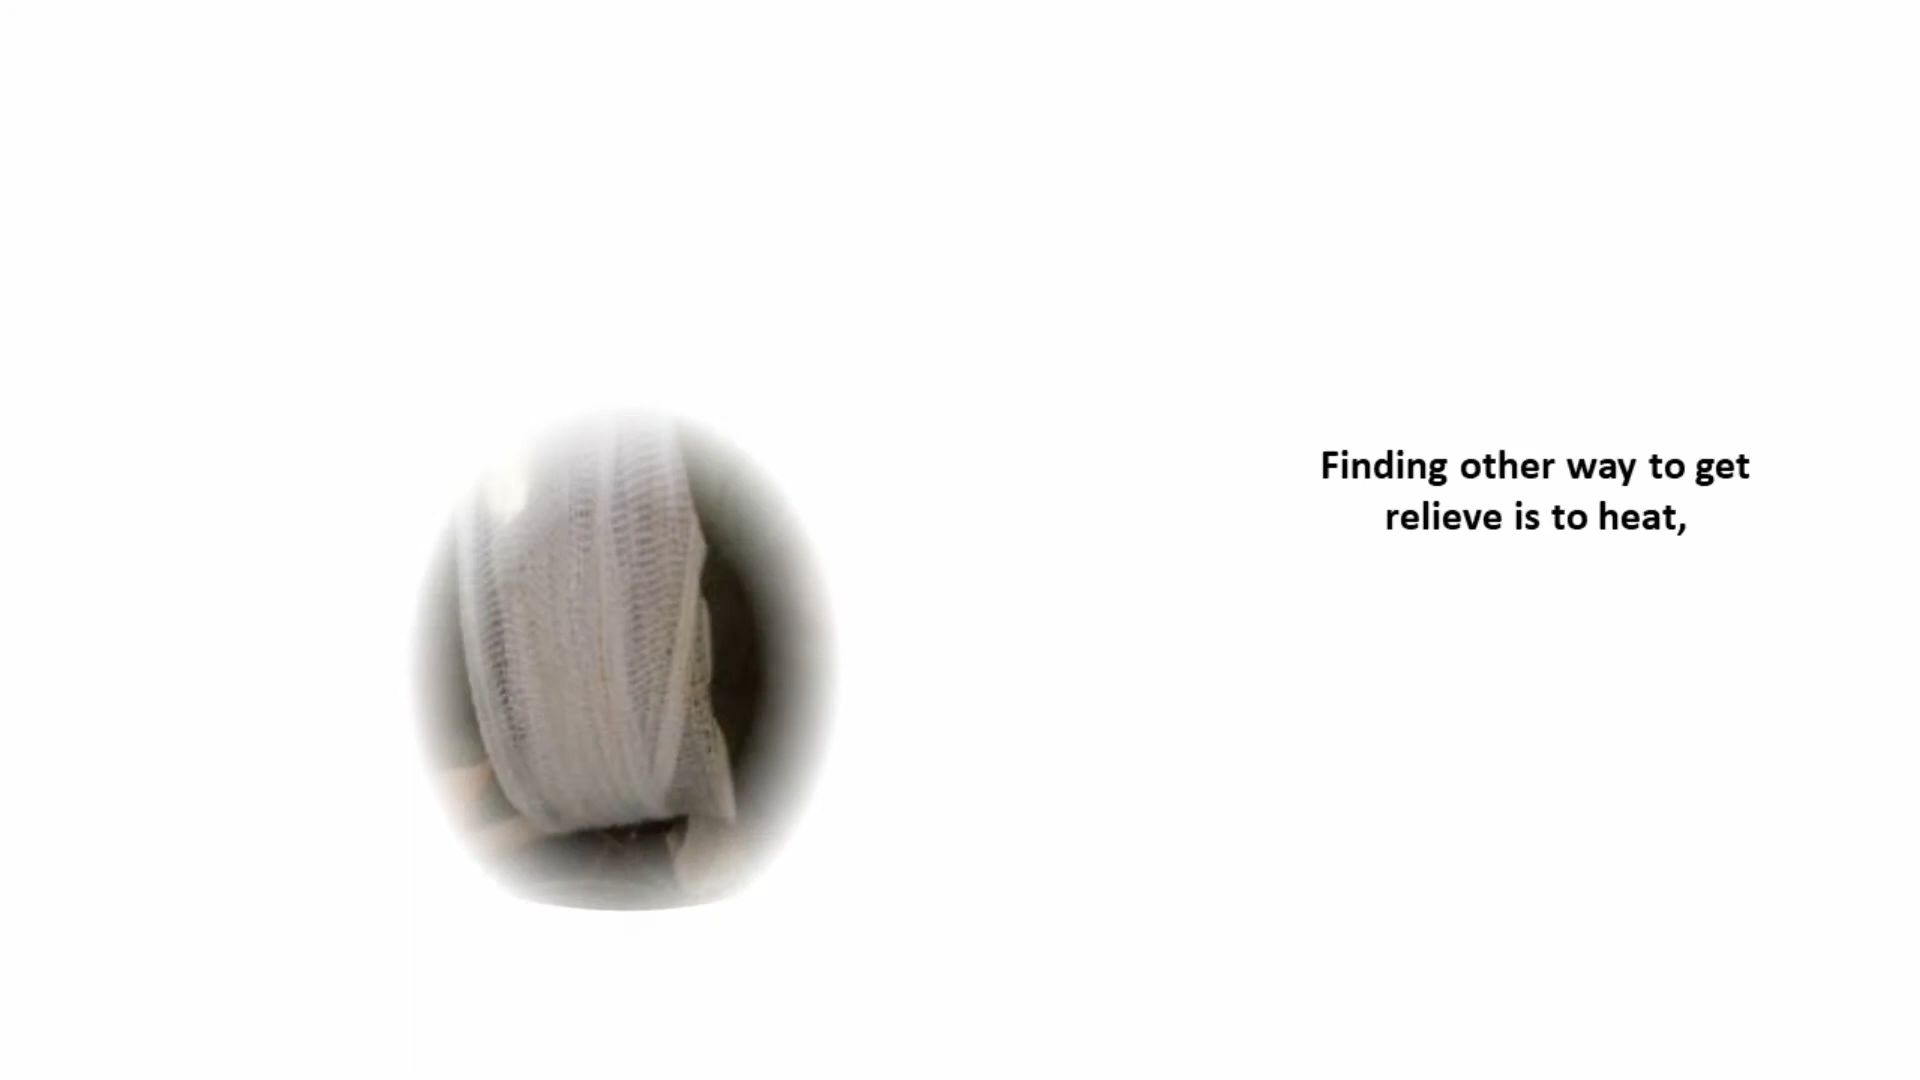 Finding other way to get
relieve is to heat,